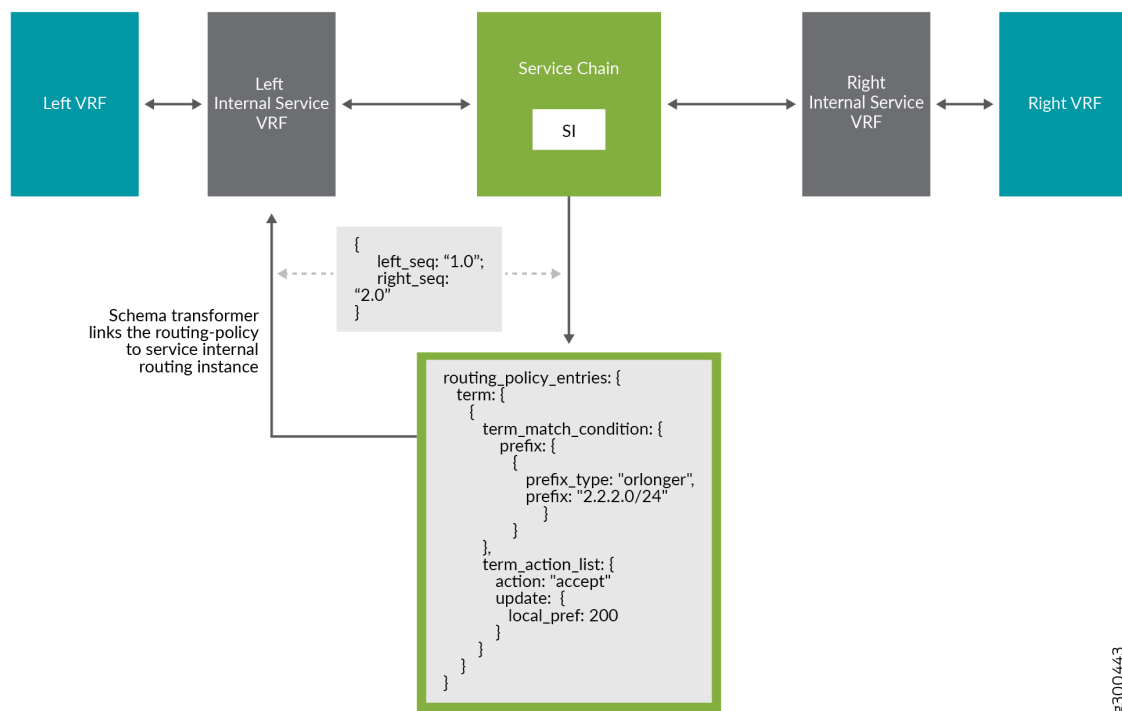 Left VRF
Left
Internal Service
VRF
Service Chain
SI
Right
Internal Service
VRF
Right VRF
{
left_seq: “1.0”;
right_seq:
“2.0”
}
Schema transformer
links the routing-policy
to service internal
routing instance
routing_policy_entries: {
term: {
{
term_match_condition: {
prefix: {
{
prefix_type: "orlonger",
prefix: "2.2.2.0/24"
}
}
},
term_action_list: {
action: "accept"
update: {
local_pref: 200
}
}
}
}
g300443